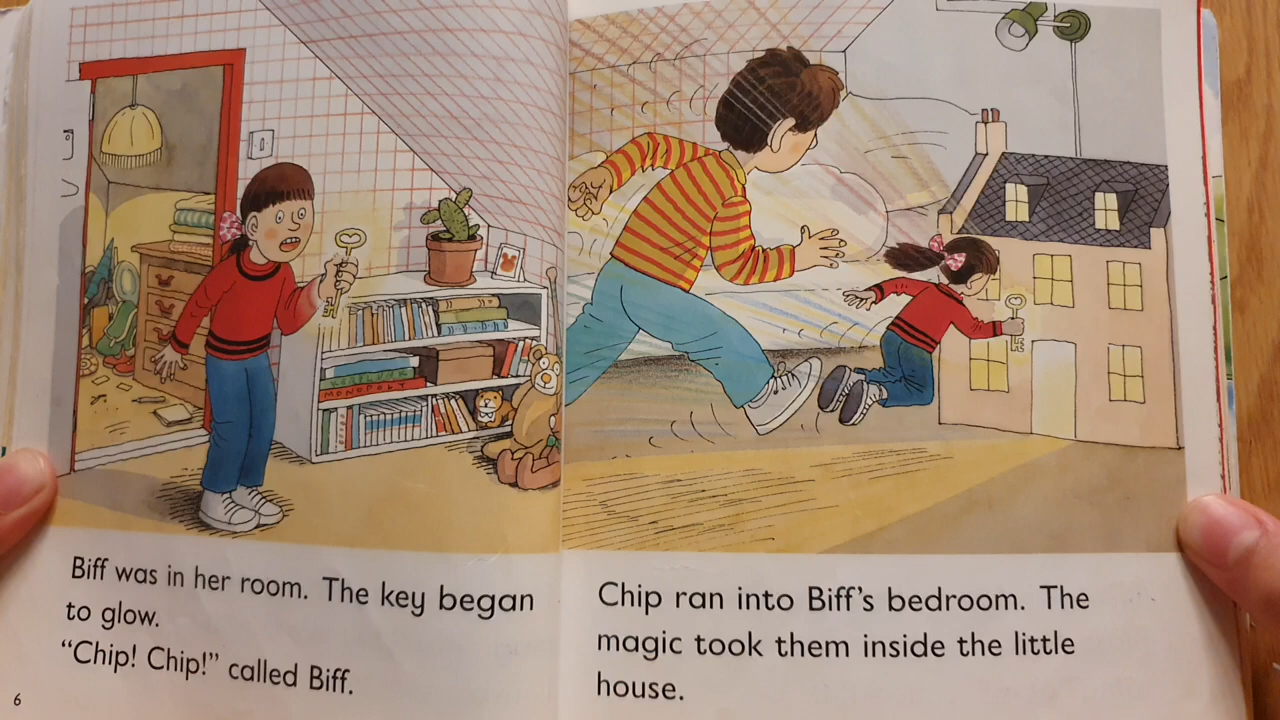 MONOPOLY
Biff was in her room. The key began
to glow.
“Chip! Chip!” called Biff.
6
Chip ran into Biff’s bedroom. The
magic took them inside the little
house.